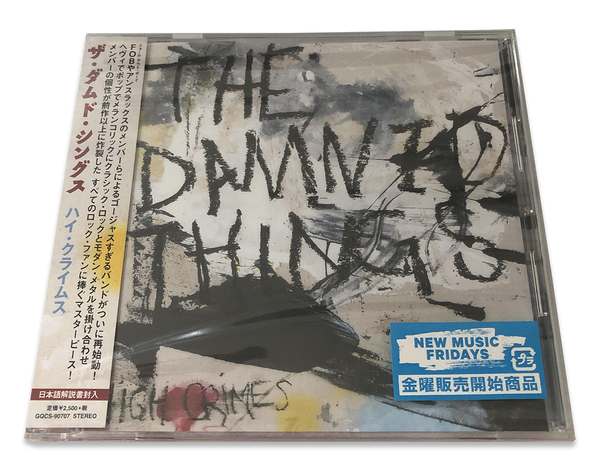 ザ・ダムド・シングス ハイ・クライムス
FOBやアンスラックスのメンバーらによるゴージャスすぎるバンドがついに再始動！
ヘヴィでポップでメランコリックにクラシック・ロックとモダン・メタルを掛け合わせ
メンバーの個性が前作以上に炸裂した すべてのロック・ファンに捧ぐマスターピース！
日本語解説書封入
定価¥2,500+税
GQCS-90707 STEREO
THE
DAMNED
THINGS
HIGH CRIMES
NEW MUSIC
FRIDAYS
金曜販売開始商品